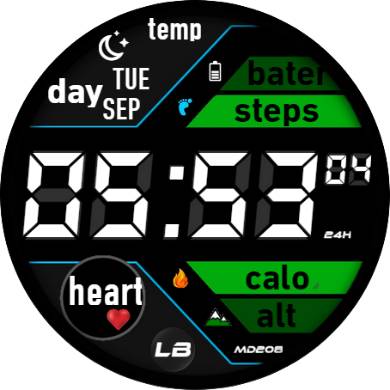 temp
day TUE
SEP
bater
steps
05:53 04
24H
heart
calo
alt
LB MD208